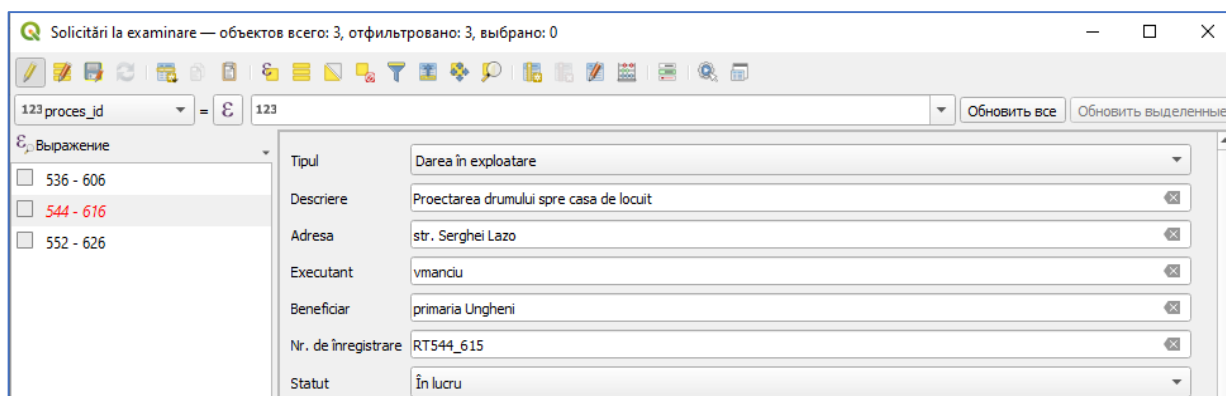 Solicitări la examinare — объектов всего: 3, отфильтровано: 3, выбрано: 0
123 proces_id = ε 123 Обновить все Обновить выделенные
Выражение
536 - 606
544 - 616
552 - 626
Tipul Darea în exploatare
Descriere Proectarea drumului spre casa de locuit
Adresa str. Serghei Lazo
Executant vmanciu
Beneficiar primaria Ungheni
Nr. de înregistrare RT544_615
Statut În lucru